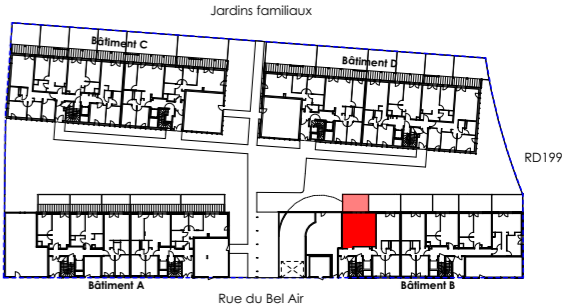 Jardins familiaux
Bâtiment C
Bâtiment D
RD199
Bâtiment A
Bâtiment B
Rue du Bel Air